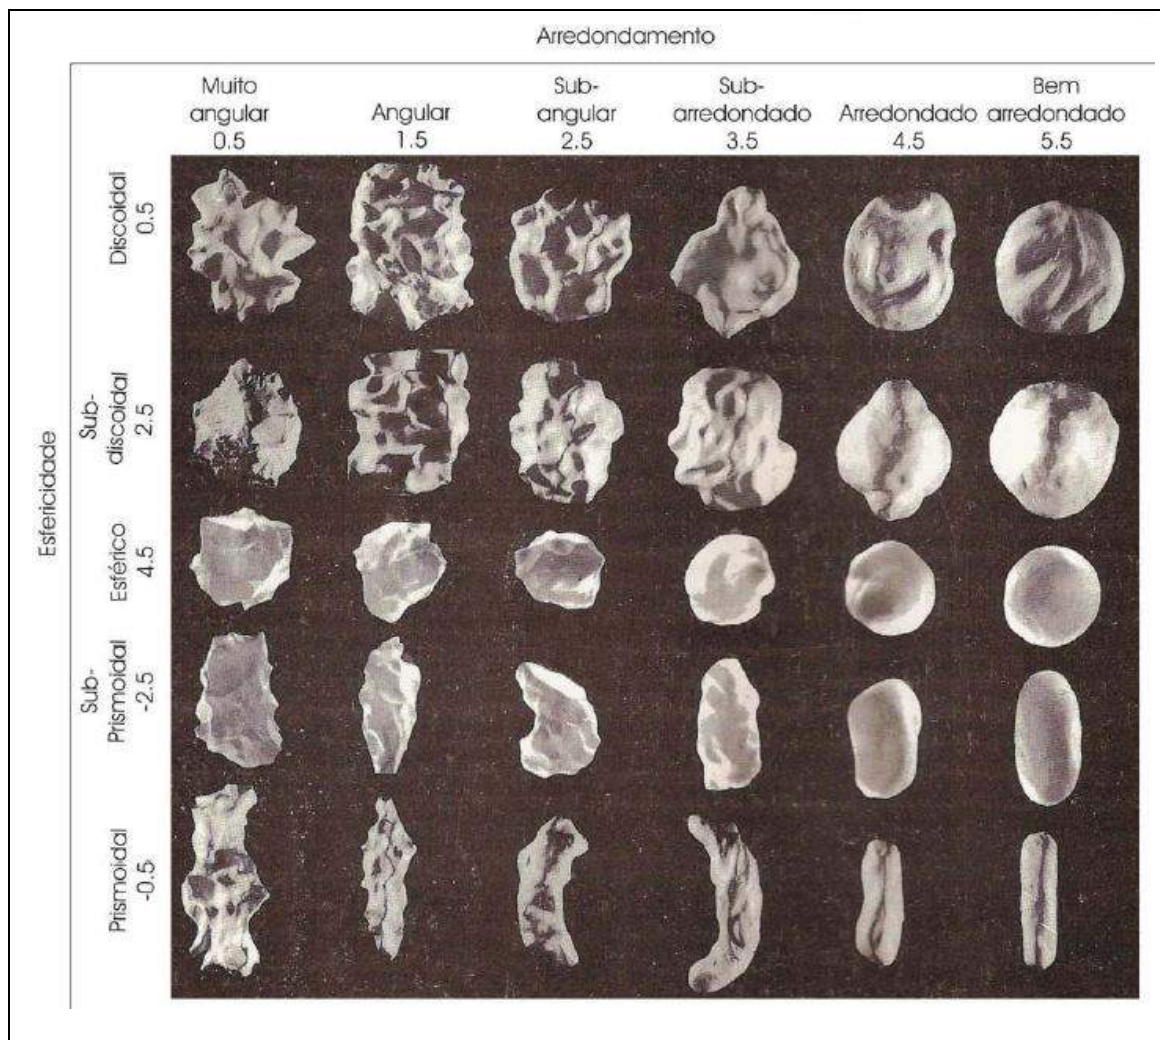 Arredondamento
Muito
angular
0.5
Angular
1.5
Sub-
angular
2.5
Sub-
arredondado
3.5
Arredondado
4.5
Bem
arredondado
5.5
Esfericidade
Discoidal
0.5
Sub-
discoidal
2.5
Esférico
4.5
Sub-
Prismoidal
-2.5
Prismoidal
-0.5